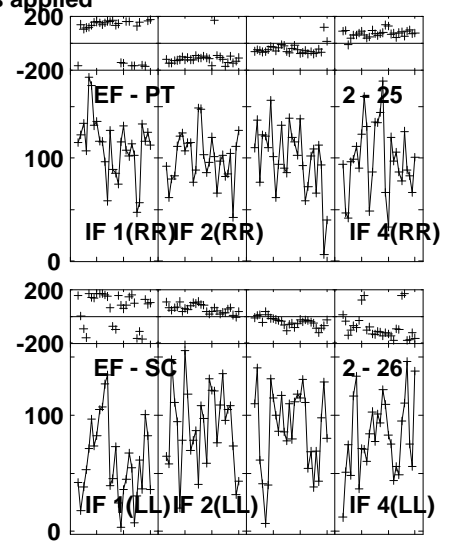 s applied
200
-200
EF - PT 2 - 25
100
IF 1(RR) IF 2(RR) IF 4(RR)
0
200
-200
EF - SC 2 - 26
100
IF 1(LL) IF 2(LL) IF 4(LL)
0